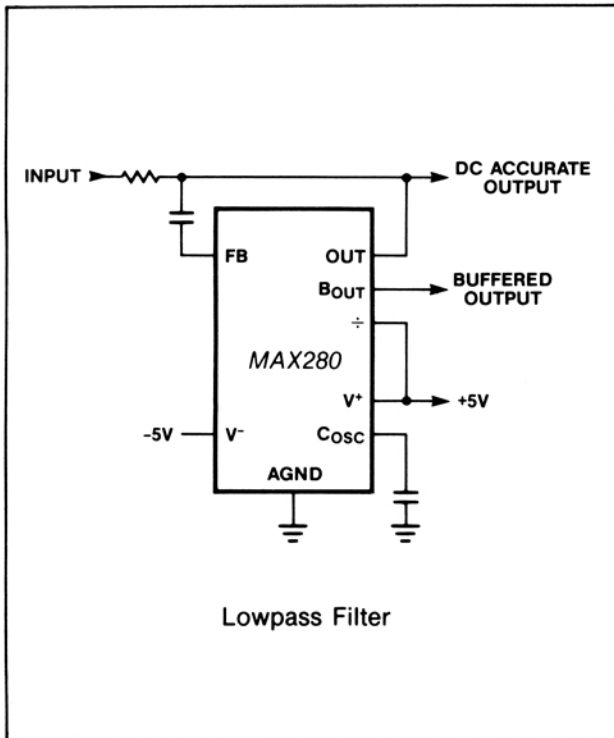 INPUT
DC ACCURATE
OUTPUT
FB
OUT
BOUT
BUFFERED
OUTPUT
÷
MAX280
V+
+5V
-5V
V-
COSC
AGND
Lowpass Filter